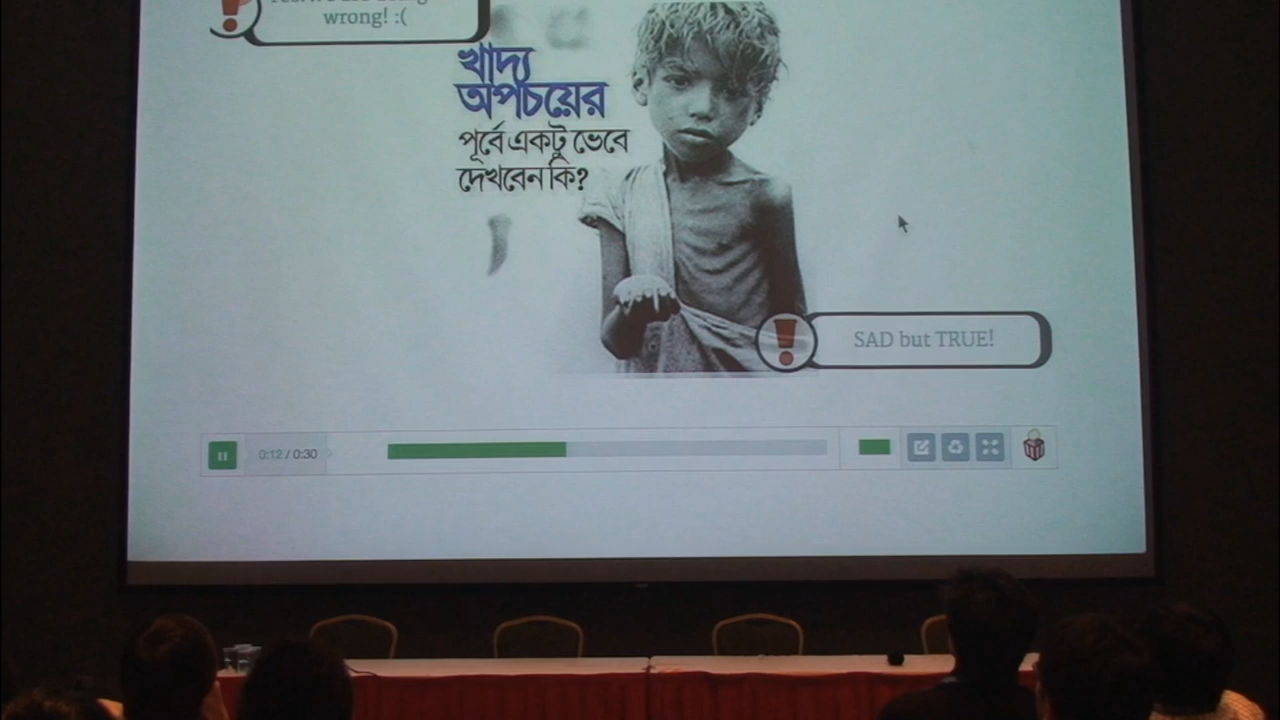 wrong! :(
খাদ্য
অপচয়ের
পূর্বে একটু ভেবে
দেখবেন কি?
SAD but TRUE!
0:12 / 0:30